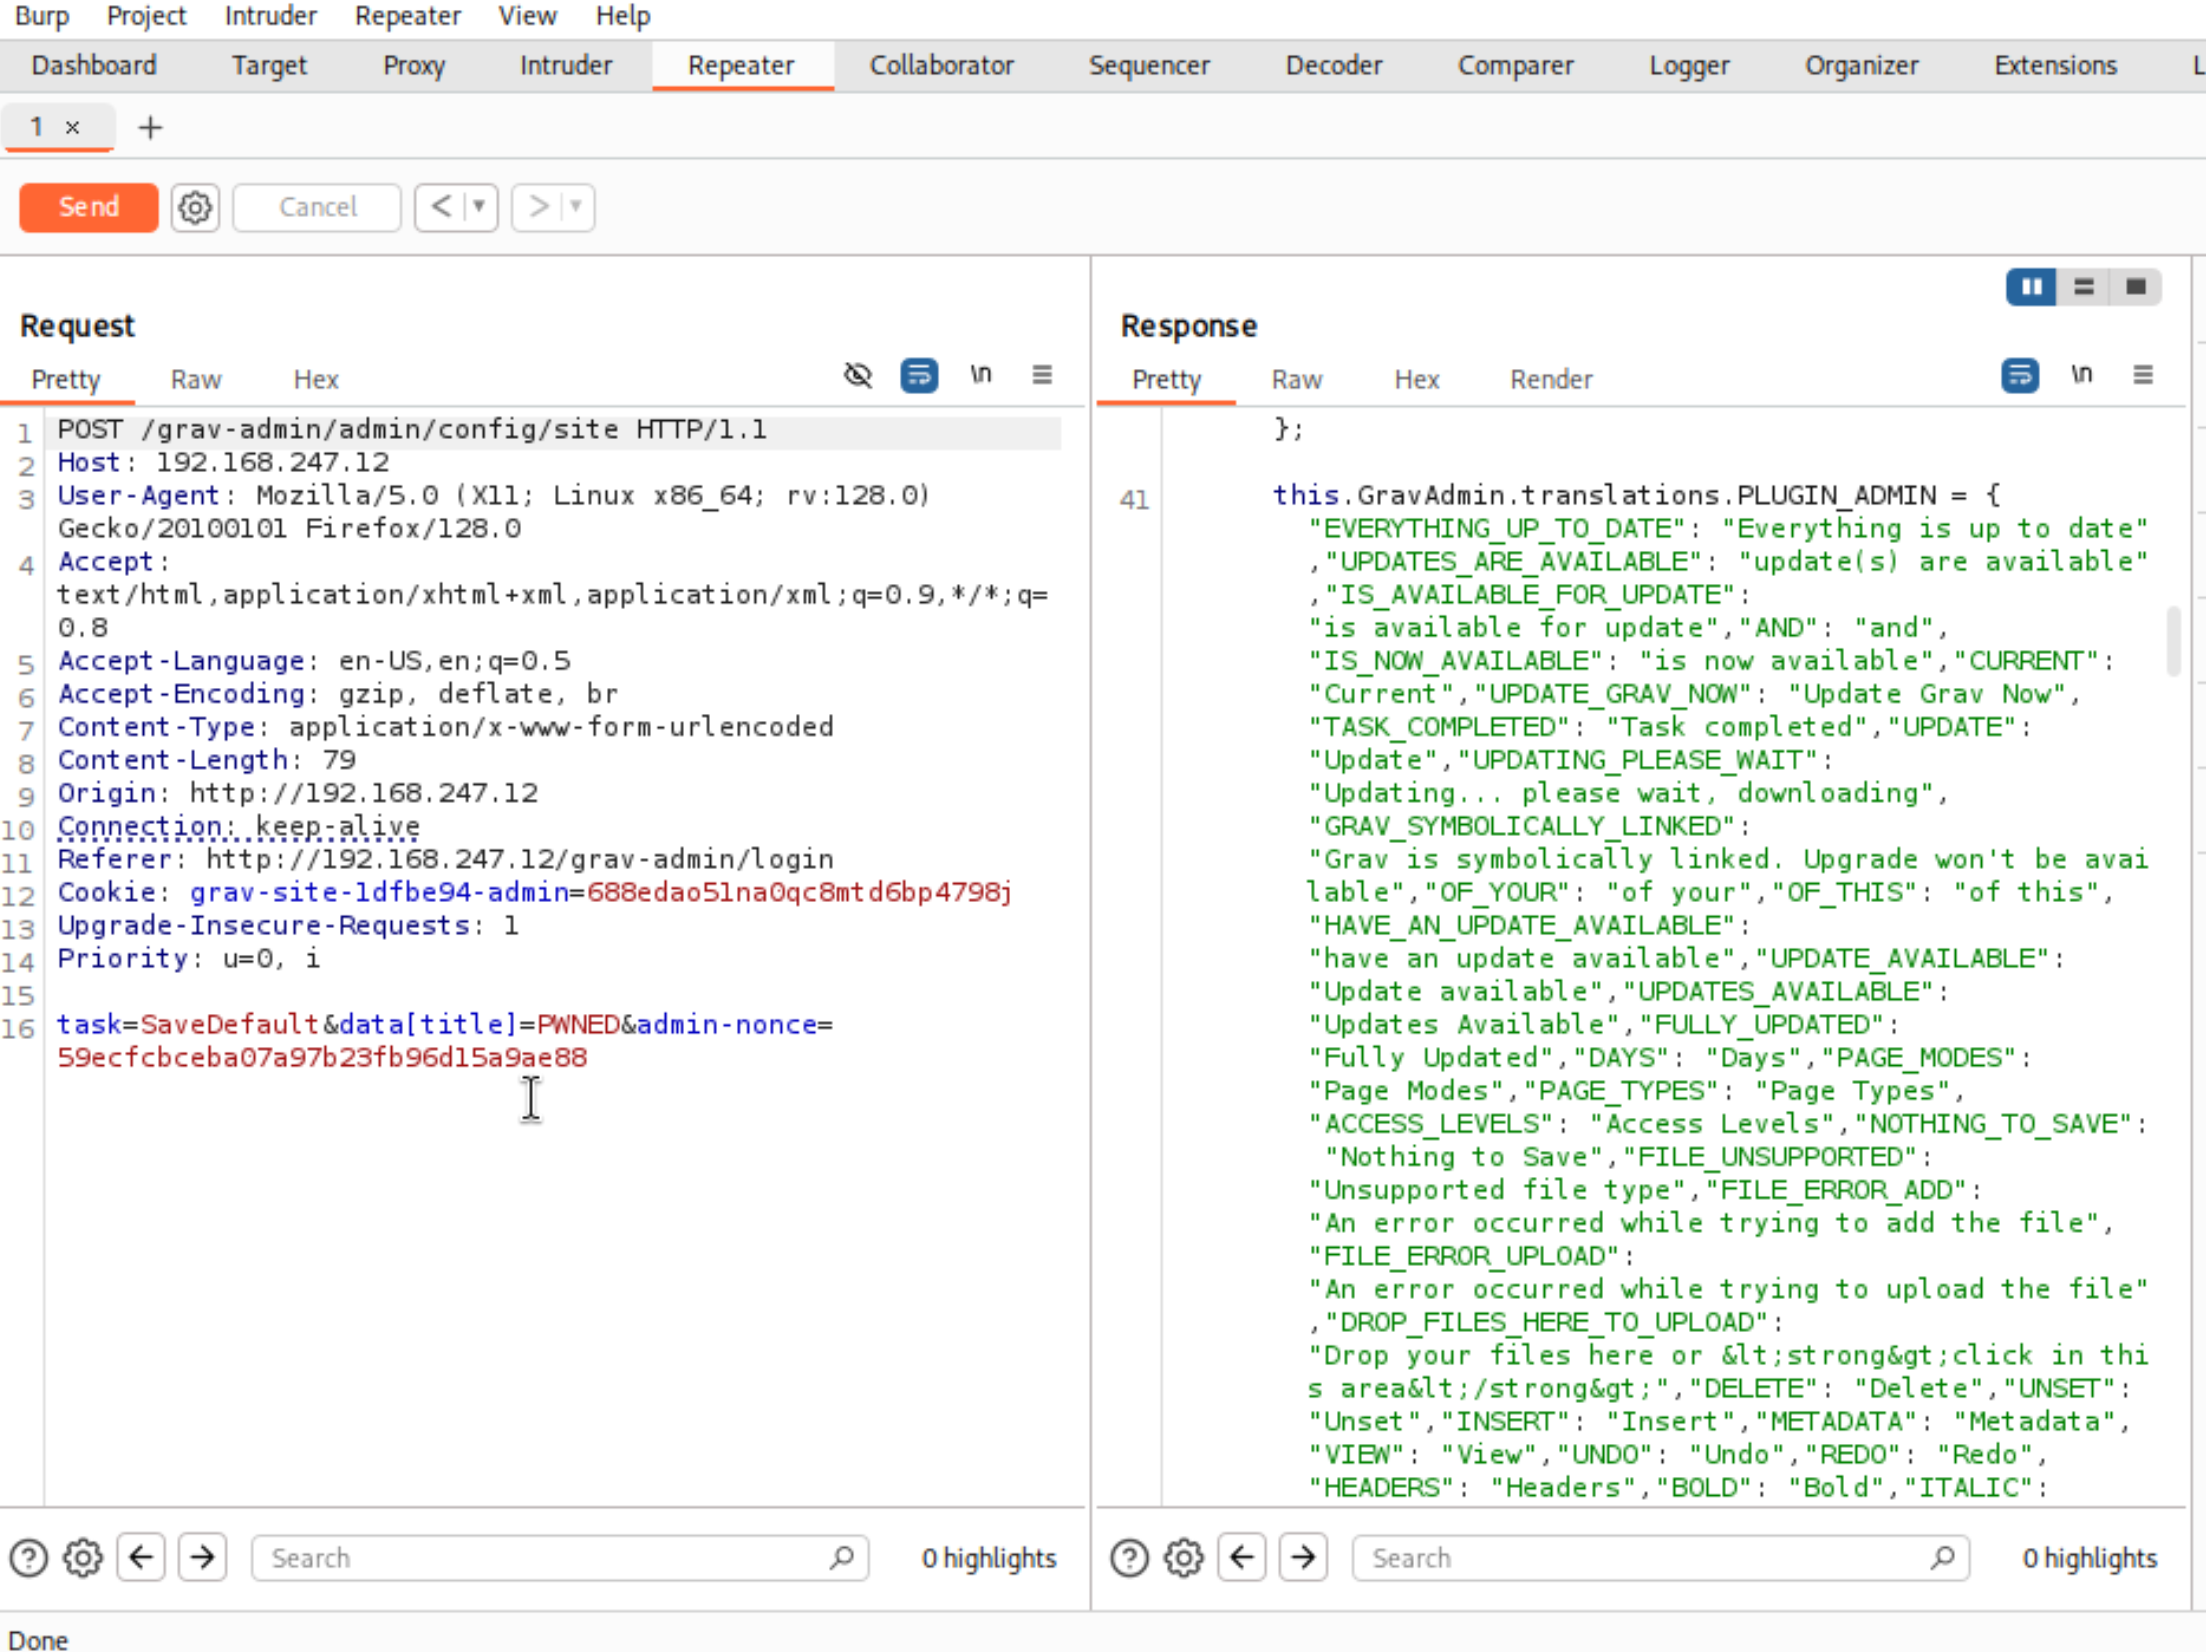 Burp Project Intruder Repeater View Help
Dashboard Target Proxy Intruder Repeater Collaborator Sequencer Decoder Comparer Logger Organizer Extensions L
1 × +
Send Cancel < >
Request
Pretty Raw Hex \n
1 POST /grav-admin/admin/config/site HTTP/1.1
2 Host: 192.168.247.12
3 User-Agent: Mozilla/5.0 (X11; Linux x86_64; rv:128.0)
Gecko/20100101 Firefox/128.0
4 Accept:
text/html,application/xhtml+xml,application/xml;q=0.9,*/*;q=
0.8
5 Accept-Language: en-US,en;q=0.5
6 Accept-Encoding: gzip, deflate, br
7 Content-Type: application/x-www-form-urlencoded
8 Content-Length: 79
9 Origin: http://192.168.247.12
10 Connection: keep-alive
11 Referer: http://192.168.247.12/grav-admin/login
12 Cookie: grav-site-1dfbe94-admin=688edao51na0qc8mtd6bp4798j
13 Upgrade-Insecure-Requests: 1
14 Priority: u=0, i
15
16 task=SaveDefault&data[title]=PWNED&admin-nonce=
59ecfcbceba07a97b23fb96d15a9ae88
Search 0 highlights
Response
Pretty Raw Hex Render \n
};
41 this.GravAdmin.translations.PLUGIN_ADMIN = {
"EVERYTHING_UP_TO_DATE": "Everything is up to date"
,"UPDATES_ARE_AVAILABLE": "update(s) are available"
,"IS_AVAILABLE_FOR_UPDATE":
"is available for update","AND": "and",
"IS_NOW_AVAILABLE": "is now available","CURRENT":
"Current","UPDATE_GRAV_NOW": "Update Grav Now",
"TASK_COMPLETED": "Task completed","UPDATE":
"Update","UPDATING_PLEASE_WAIT":
"Updating... please wait, downloading",
"GRAV_SYMBOLICALLY_LINKED":
"Grav is symbolically linked. Upgrade won't be avai
lable","OF_YOUR": "of your","OF_THIS": "of this",
"HAVE_AN_UPDATE_AVAILABLE":
"have an update available","UPDATE_AVAILABLE":
"Update available","UPDATES_AVAILABLE":
"Updates Available","FULLY_UPDATED":
"Fully Updated","DAYS": "Days","PAGE_MODES":
"Page Modes","PAGE_TYPES": "Page Types",
"ACCESS_LEVELS": "Access Levels","NOTHING_TO_SAVE":
"Nothing to Save","FILE_UNSUPPORTED":
"Unsupported file type","FILE_ERROR_ADD":
"An error occurred while trying to add the file",
"FILE_ERROR_UPLOAD":
"An error occurred while trying to upload the file"
,"DROP_FILES_HERE_TO_UPLOAD":
"Drop your files here or &lt;strong&gt;click in thi
s area&lt;/strong&gt;","DELETE": "Delete","UNSET":
"Unset","INSERT": "Insert","METADATA": "Metadata",
"VIEW": "View","UNDO": "Undo","REDO": "Redo",
"HEADERS": "Headers","BOLD": "Bold","ITALIC":
Search 0 highlights
Done